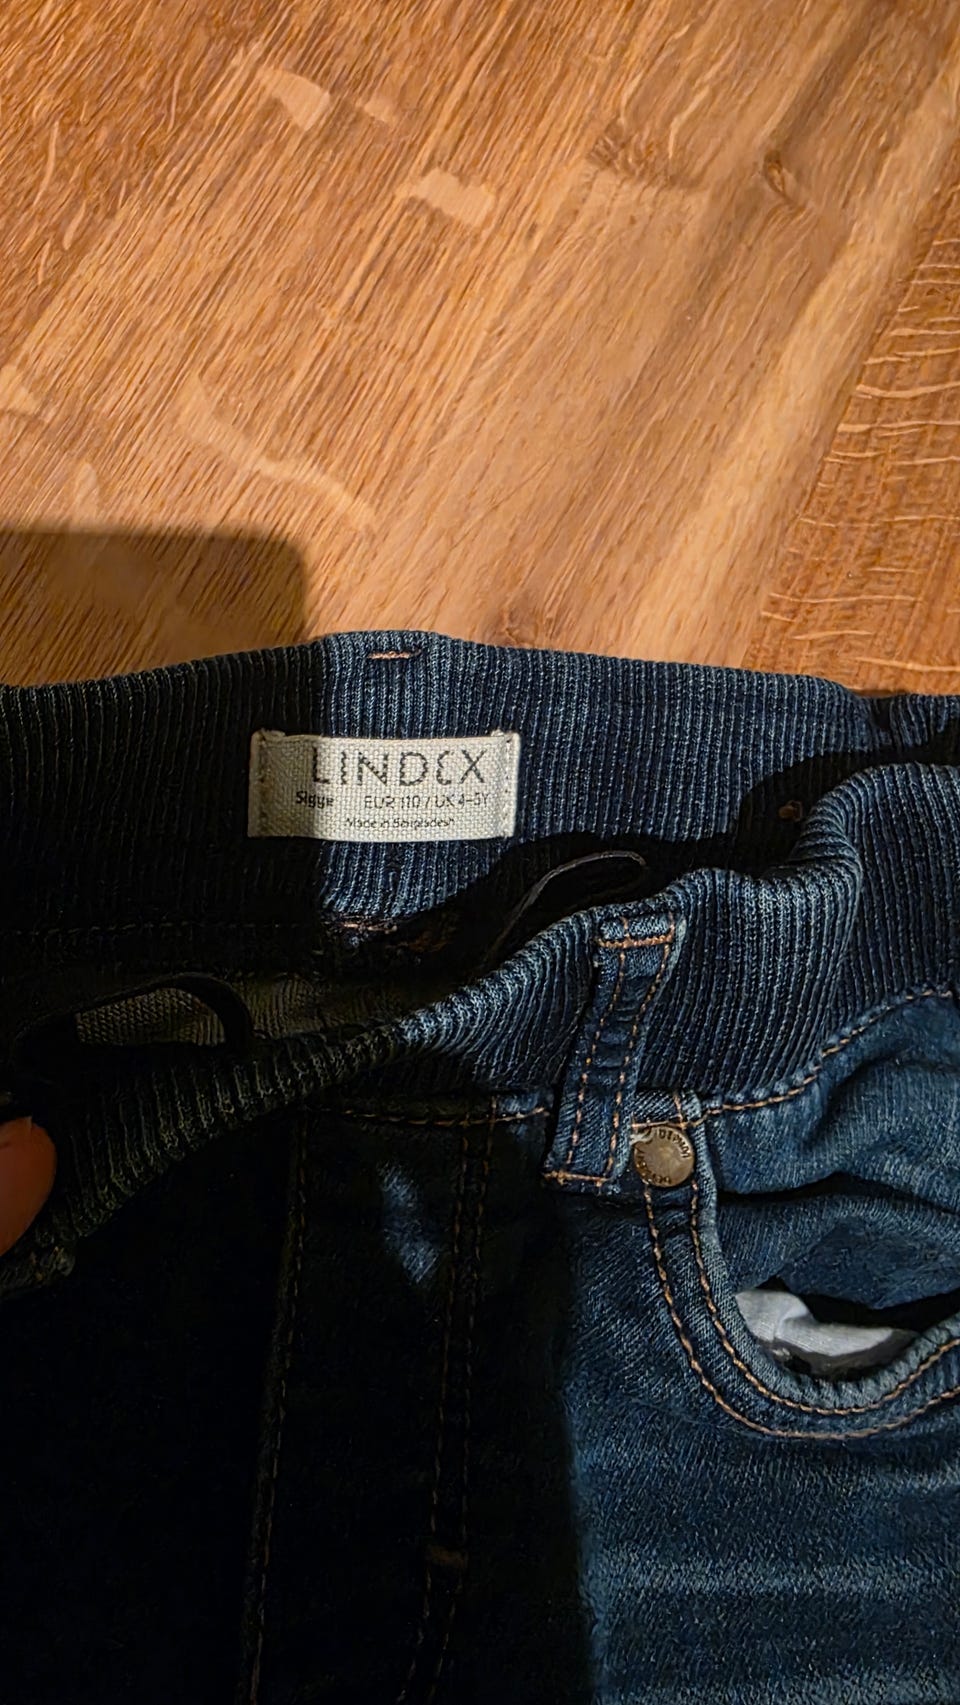 LINDEX
Sigge EUR 110 / UK 4-5Y
Made in Bangladesh